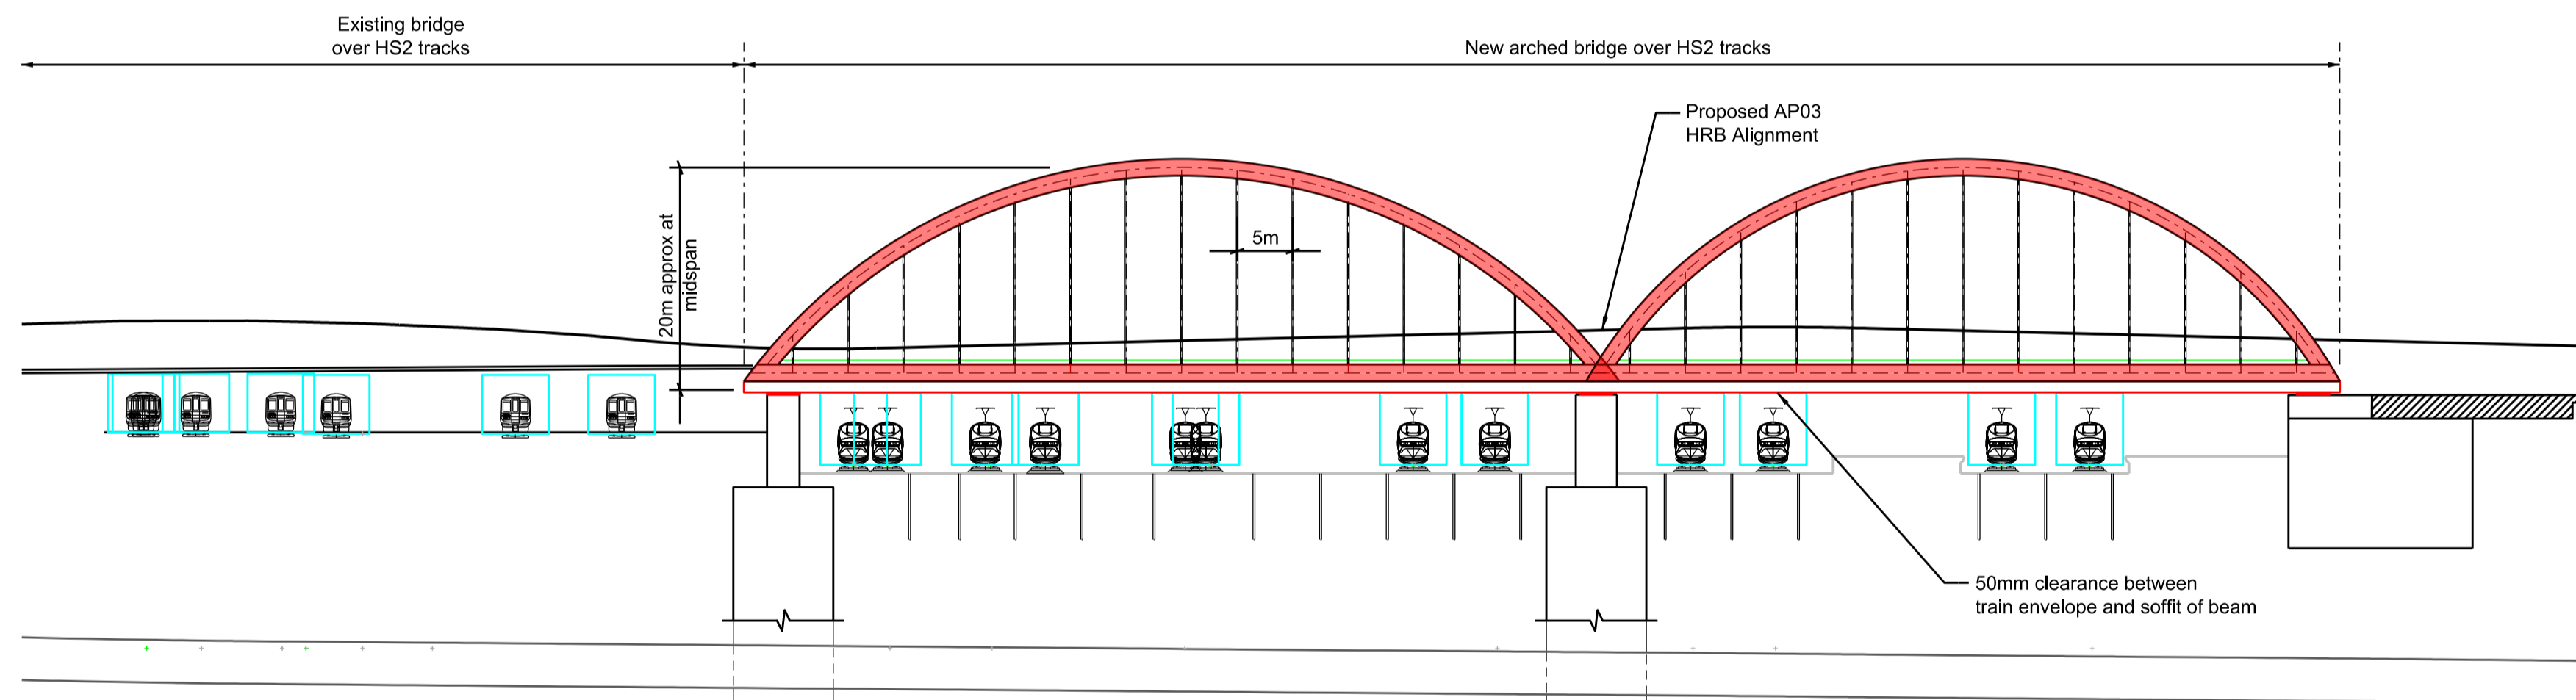 Existing bridge
over HS2 tracks
New arched bridge over HS2 tracks
Proposed AP03
HRB Alignment
20m approx at
midspan
5m
50mm clearance between
train envelope and soffit of beam